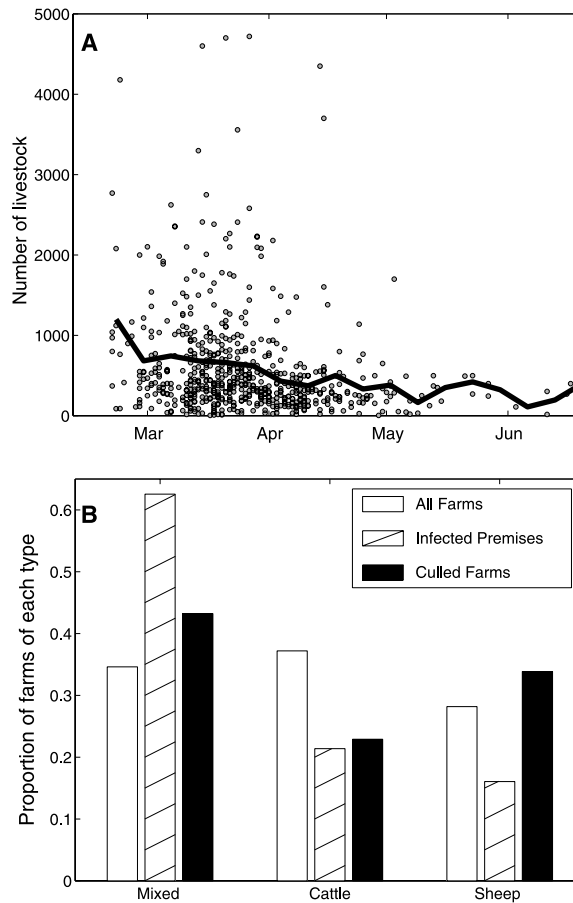 A
Number of livestock
5000
4000
3000
2000
1000
0
Mar Apr May Jun
B
Proportion of farms of each type
0.6
0.5
0.4
0.3
0.2
0.1
0
All Farms
Infected Premises
Culled Farms
Mixed Cattle Sheep